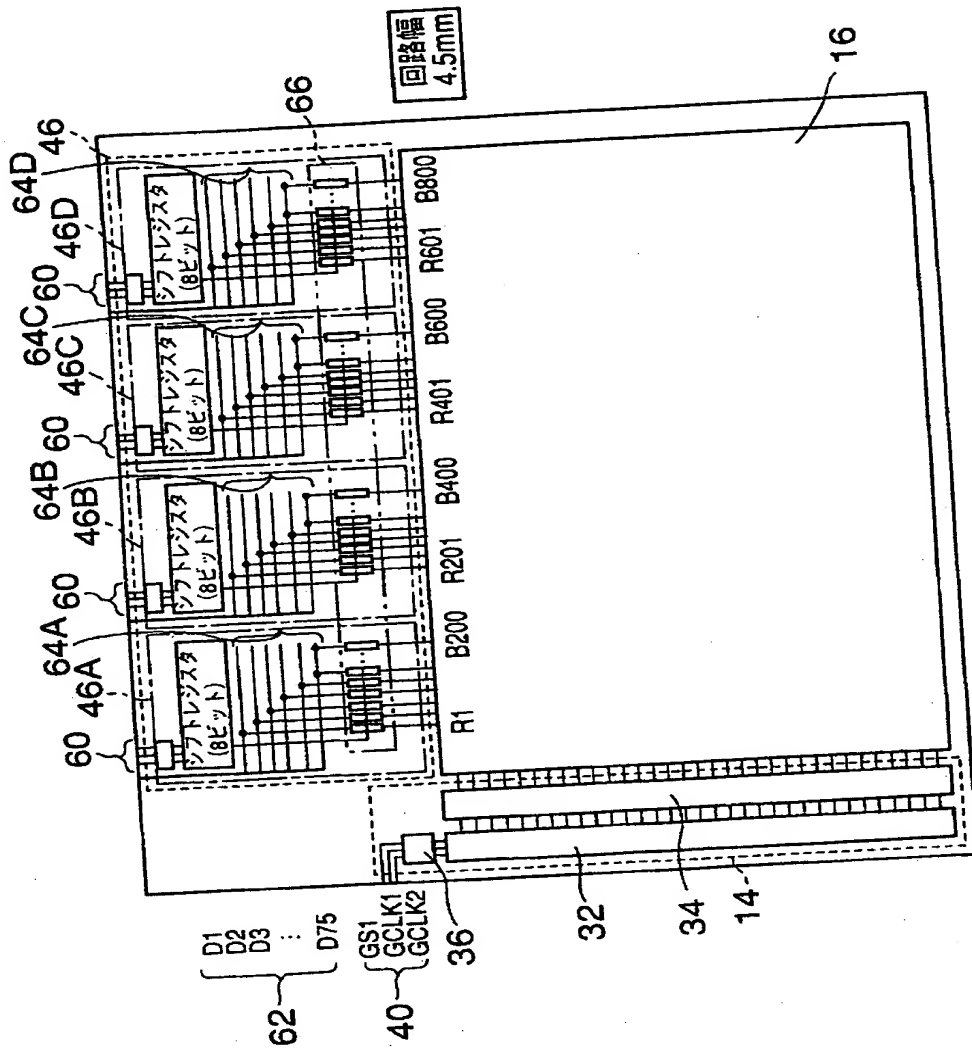 60 46A 60 46B 60 46C 60 46D 46
64A 64B 64C 64D
シフトレジスタ
(8ビット)
シフトレジスタ
(8ビット)
シフトレジスタ
(8ビット)
シフトレジスタ
(8ビット)
66
回路幅
4.5mm
R1 B200 R201 B400 R401 B600 R601 B800
16
62
D1
D2
D3
⋮
D75
40
GS1
GCLK1
GCLK2
36
32
34
14